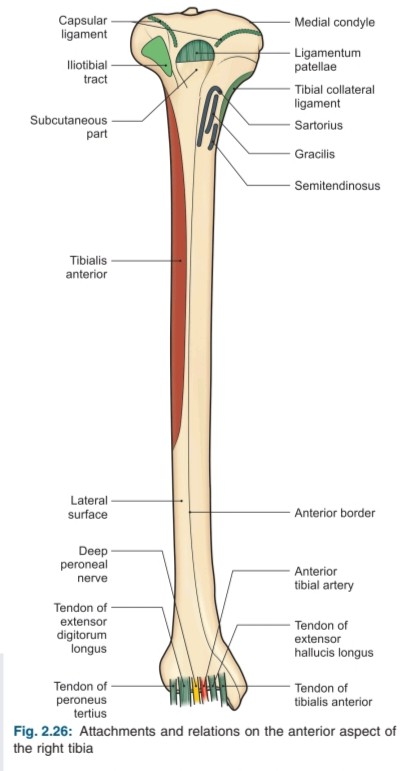 Capsular
ligament
Iliotibial
tract
Subcutaneous
part
Tibialis
anterior
Lateral
surface
Deep
peroneal
nerve
Tendon of
extensor
digitorum
longus
Tendon of
peroneus
tertius
Medial condyle
Ligamentum
patellae
Tibial collateral
ligament
Sartorius
Gracilis
Semitendinosus
Anterior border
Anterior
tibial artery
Tendon of
extensor
hallucis longus
Tendon of
tibialis anterior
Fig. 2.26: Attachments and relations on the anterior aspect of
the right tibia